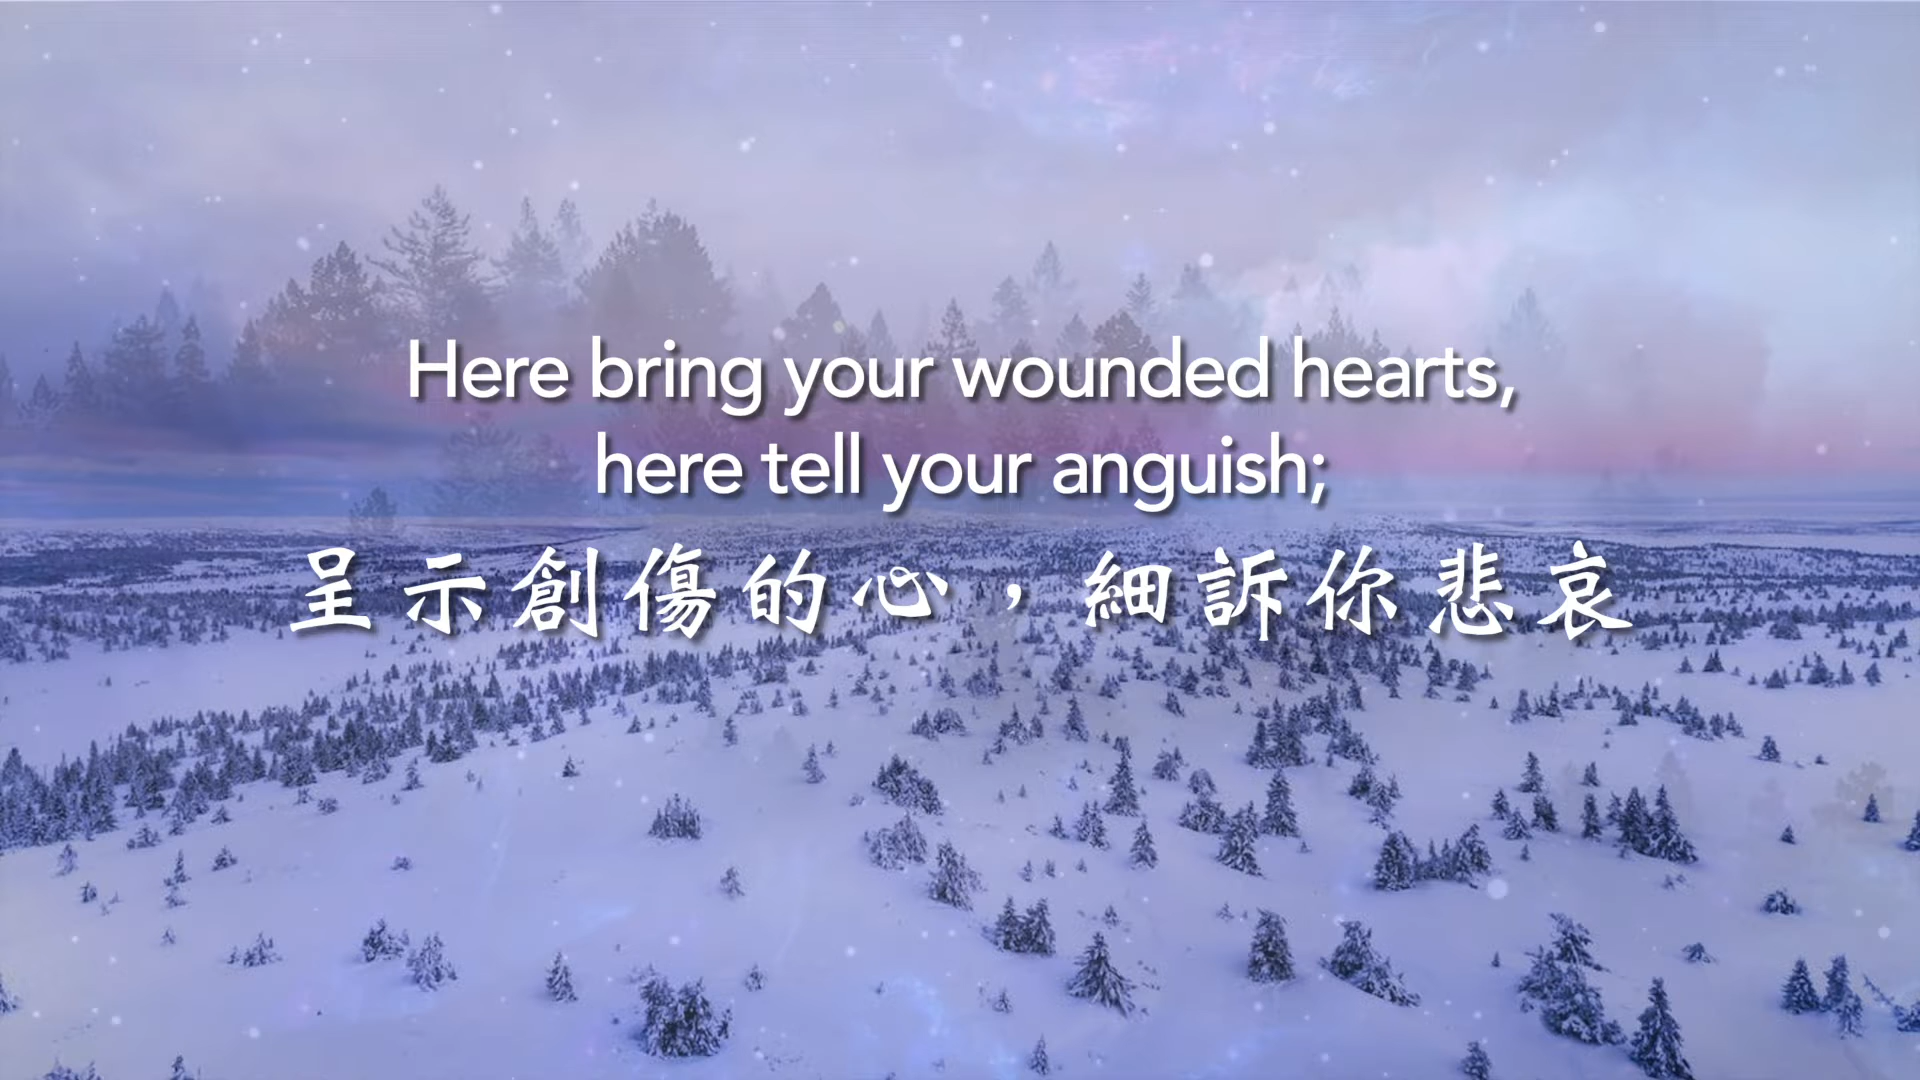 Here bring your wounded hearts,
here tell your anguish;
呈示創傷的心，細訴你悲哀